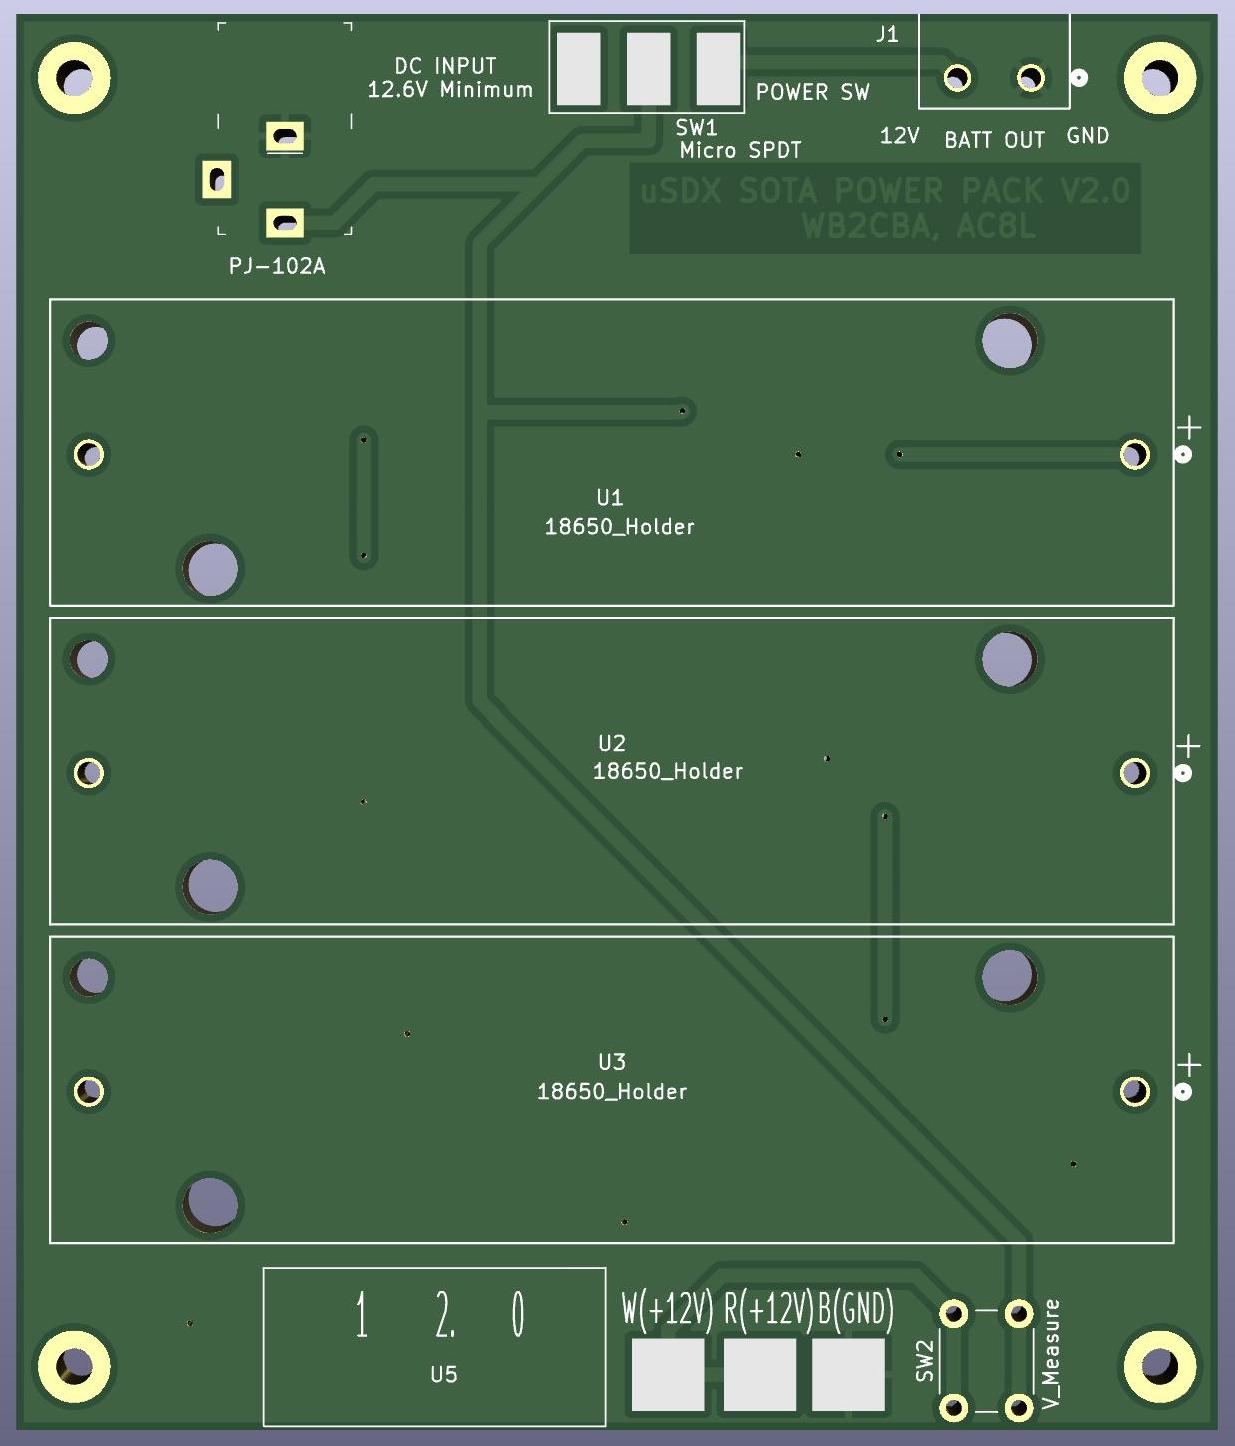 J1
DC INPUT
12.6V Minimum
POWER SW
SW1
Micro SPDT
12V
BATT OUT
GND
uSDX SOTA POWER PACK V2.0
WB2CBA, AC8L
PJ-102A
+
U1
18650_Holder
+
U2
18650_Holder
+
U3
18650_Holder
1 2. 0
U5
W(+12V) R(+12V) B(GND)
SW2
V_Measure